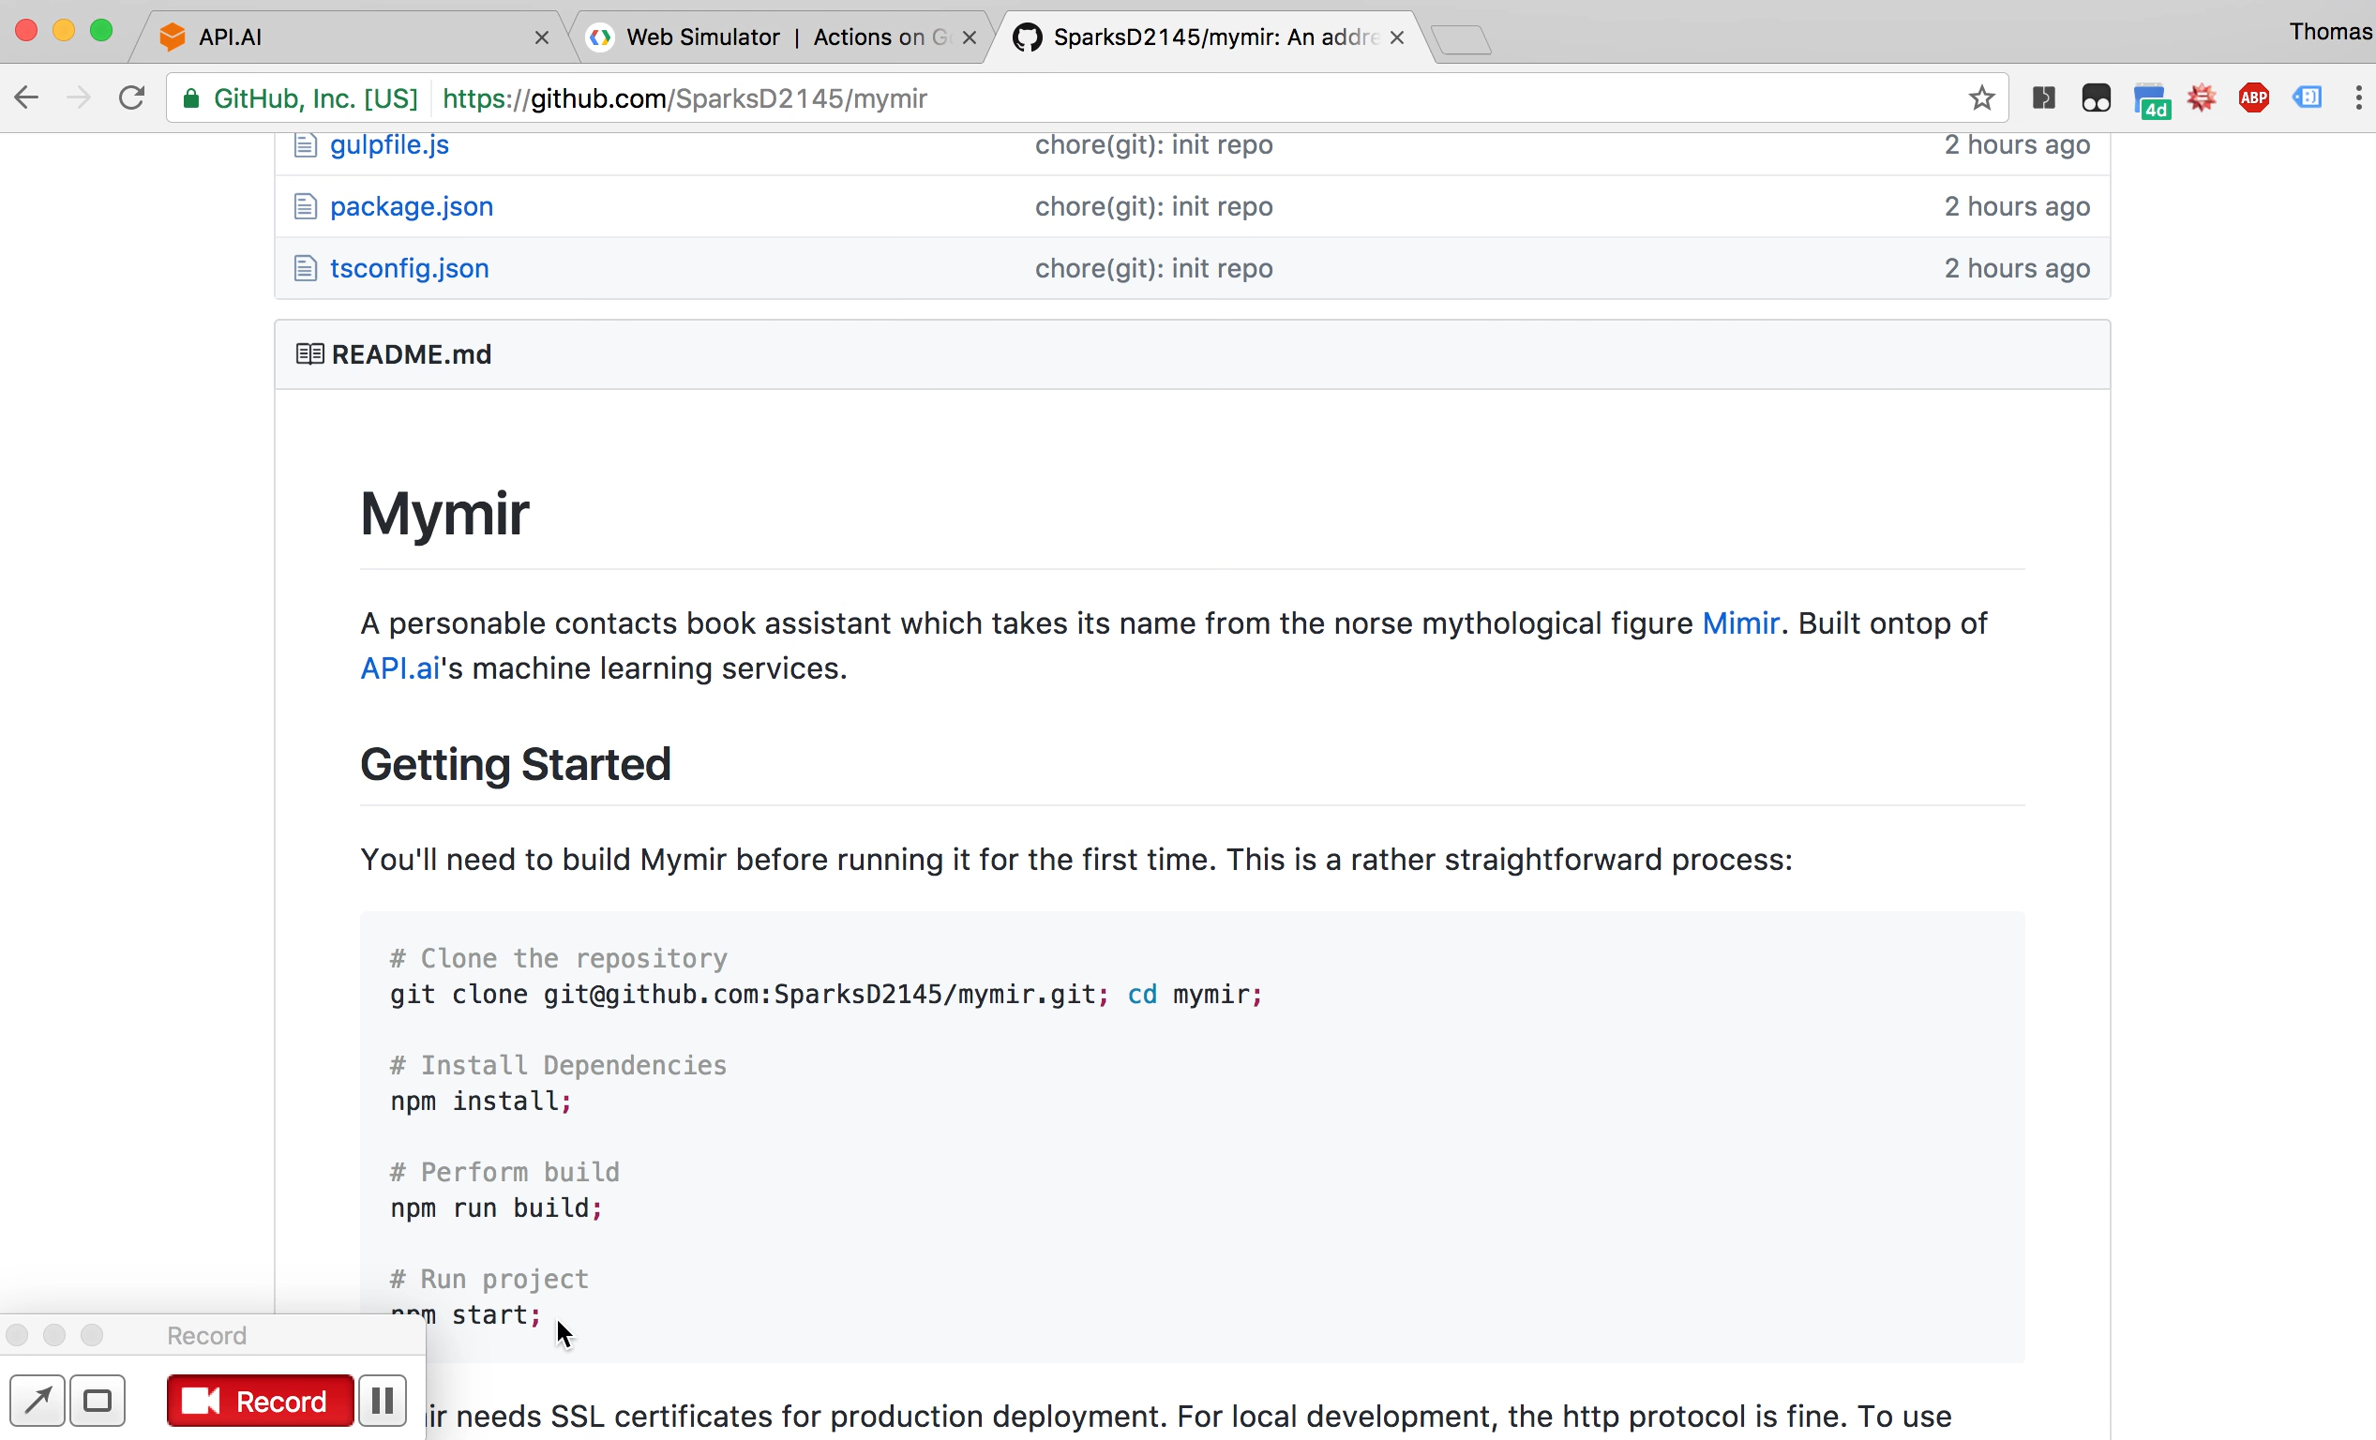 API.AI
Web Simulator | Actions on G
SparksD2145/mymir: An addre
Thomas
GitHub, Inc. [US]
https://github.com/SparksD2145/mymir
4d
ABP
gulpfile.js chore(git): init repo 2 hours ago
package.json chore(git): init repo 2 hours ago
tsconfig.json chore(git): init repo 2 hours ago
README.md
Mymir
A personable contacts book assistant which takes its name from the norse mythological figure Mimir. Built ontop of
API.ai's machine learning services.
Getting Started
You'll need to build Mymir before running it for the first time. This is a rather straightforward process:
# Clone the repository
git clone git@github.com:SparksD2145/mymir.git; cd mymir;
# Install Dependencies
npm install;
# Perform build
npm run build;
# Run project
npm start;
Record
Record
ir needs SSL certificates for production deployment. For local development, the http protocol is fine. To use